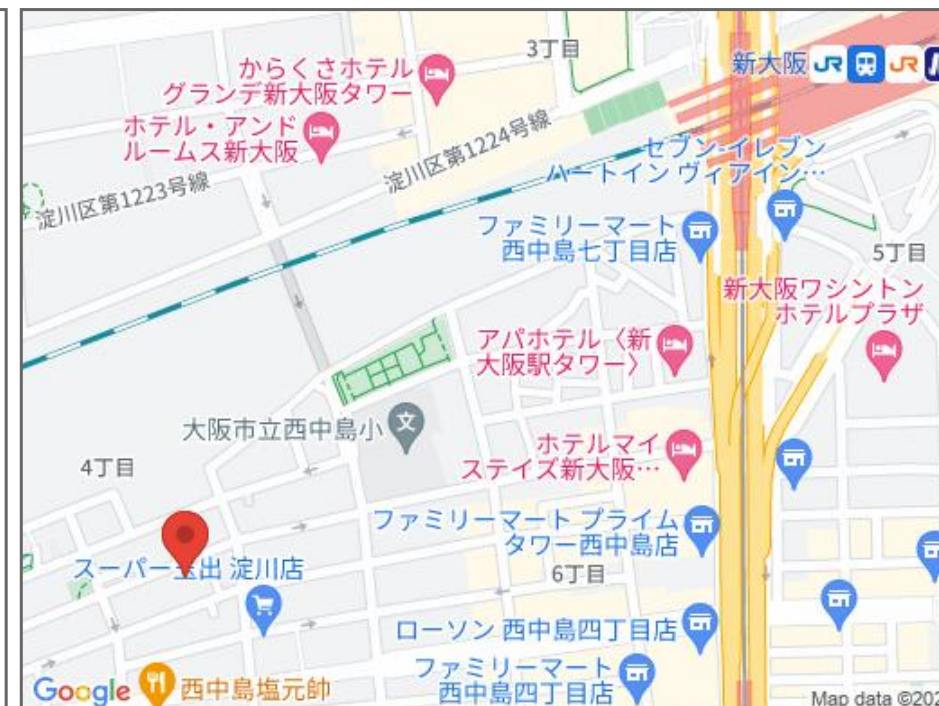 3丁目
新大阪
JR
JR
からくさホテル
グランデ新大阪タワー
ホテル・アンド
ルームス新大阪
淀川区第1224号線
淀川区第1223号線
セブン-イレブン
ハートイン ヴィアイン…
ファミリーマート
西中島七丁目店
5丁目
新大阪ワシントン
ホテルプラザ
アパホテル〈新
大阪駅タワー〉
大阪市立西中島小
文
4丁目
ホテルマイ
ステイズ新大阪…
ファミリーマート プライム
タワー西中島店
スーパー玉出 淀川店
6丁目
ローソン 西中島四丁目店
ファミリーマート
西中島四丁目店
西中島塩元帥
Google
Map data ©202